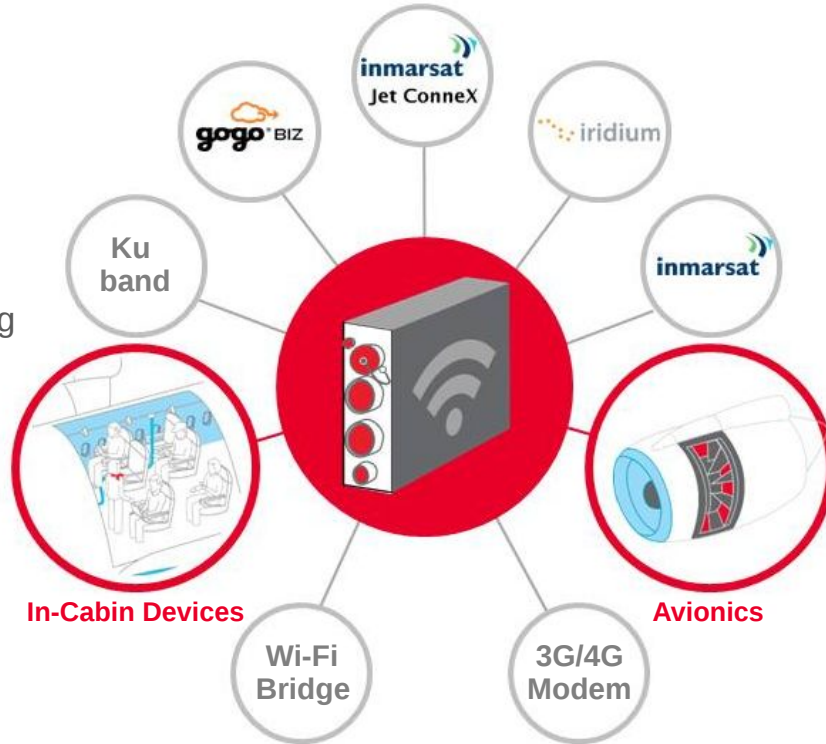 inmarsat
Jet ConneX
gogo BIZ
iridium
Ku
band
inmarsat
g
In-Cabin Devices
Avionics
Wi-Fi
Bridge
3G/4G
Modem